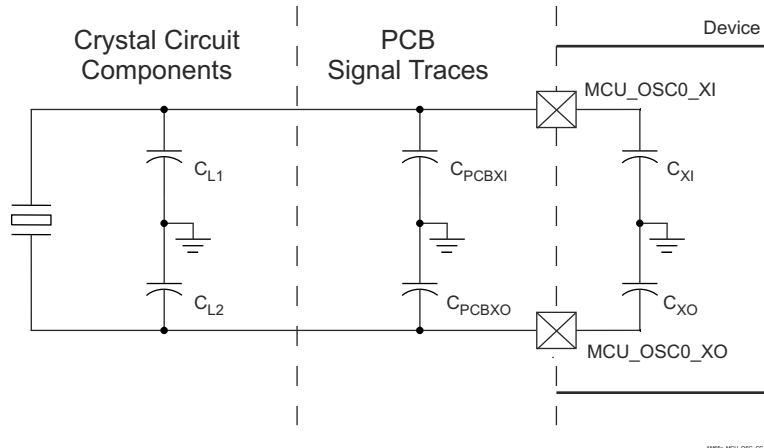 Crystal Circuit
Components
PCB
Signal Traces
Device
MCU_OSC0_XI
CL1
CPCBXI
CXI
CL2
CPCBXO
CXO
MCU_OSC0_XO